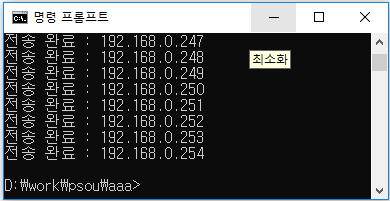 명령 프롬프트
전송 완료 : 192.168.0.247
전송 완료 : 192.168.0.248
최소화
전송 완료 : 192.168.0.249
전송 완료 : 192.168.0.250
전송 완료 : 192.168.0.251
전송 완료 : 192.168.0.252
전송 완료 : 192.168.0.253
전송 완료 : 192.168.0.254
D:₩work₩psou₩aaa>